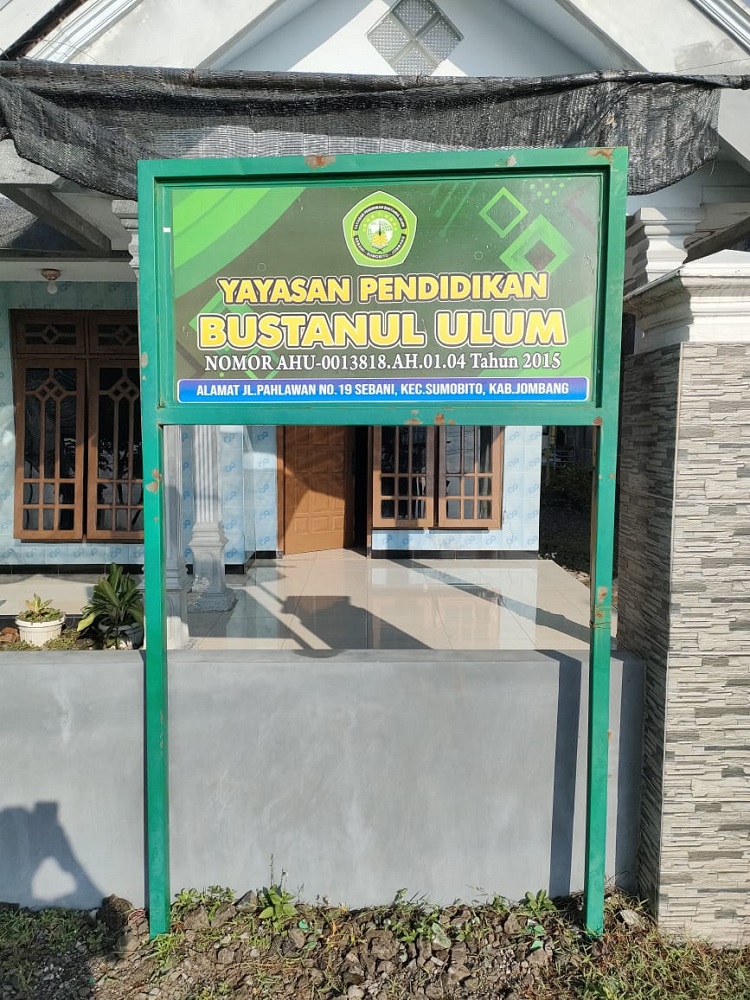 YAYASAN PENDIDIKAN
BUSTANUL ULUM
NOMOR AHU-0013818.AH.01.04 Tahun 2015
ALAMAT JL.PAHLAWAN NO. 19 SEBANI, KEC.SUMOBITO, KAB.JOMBANG